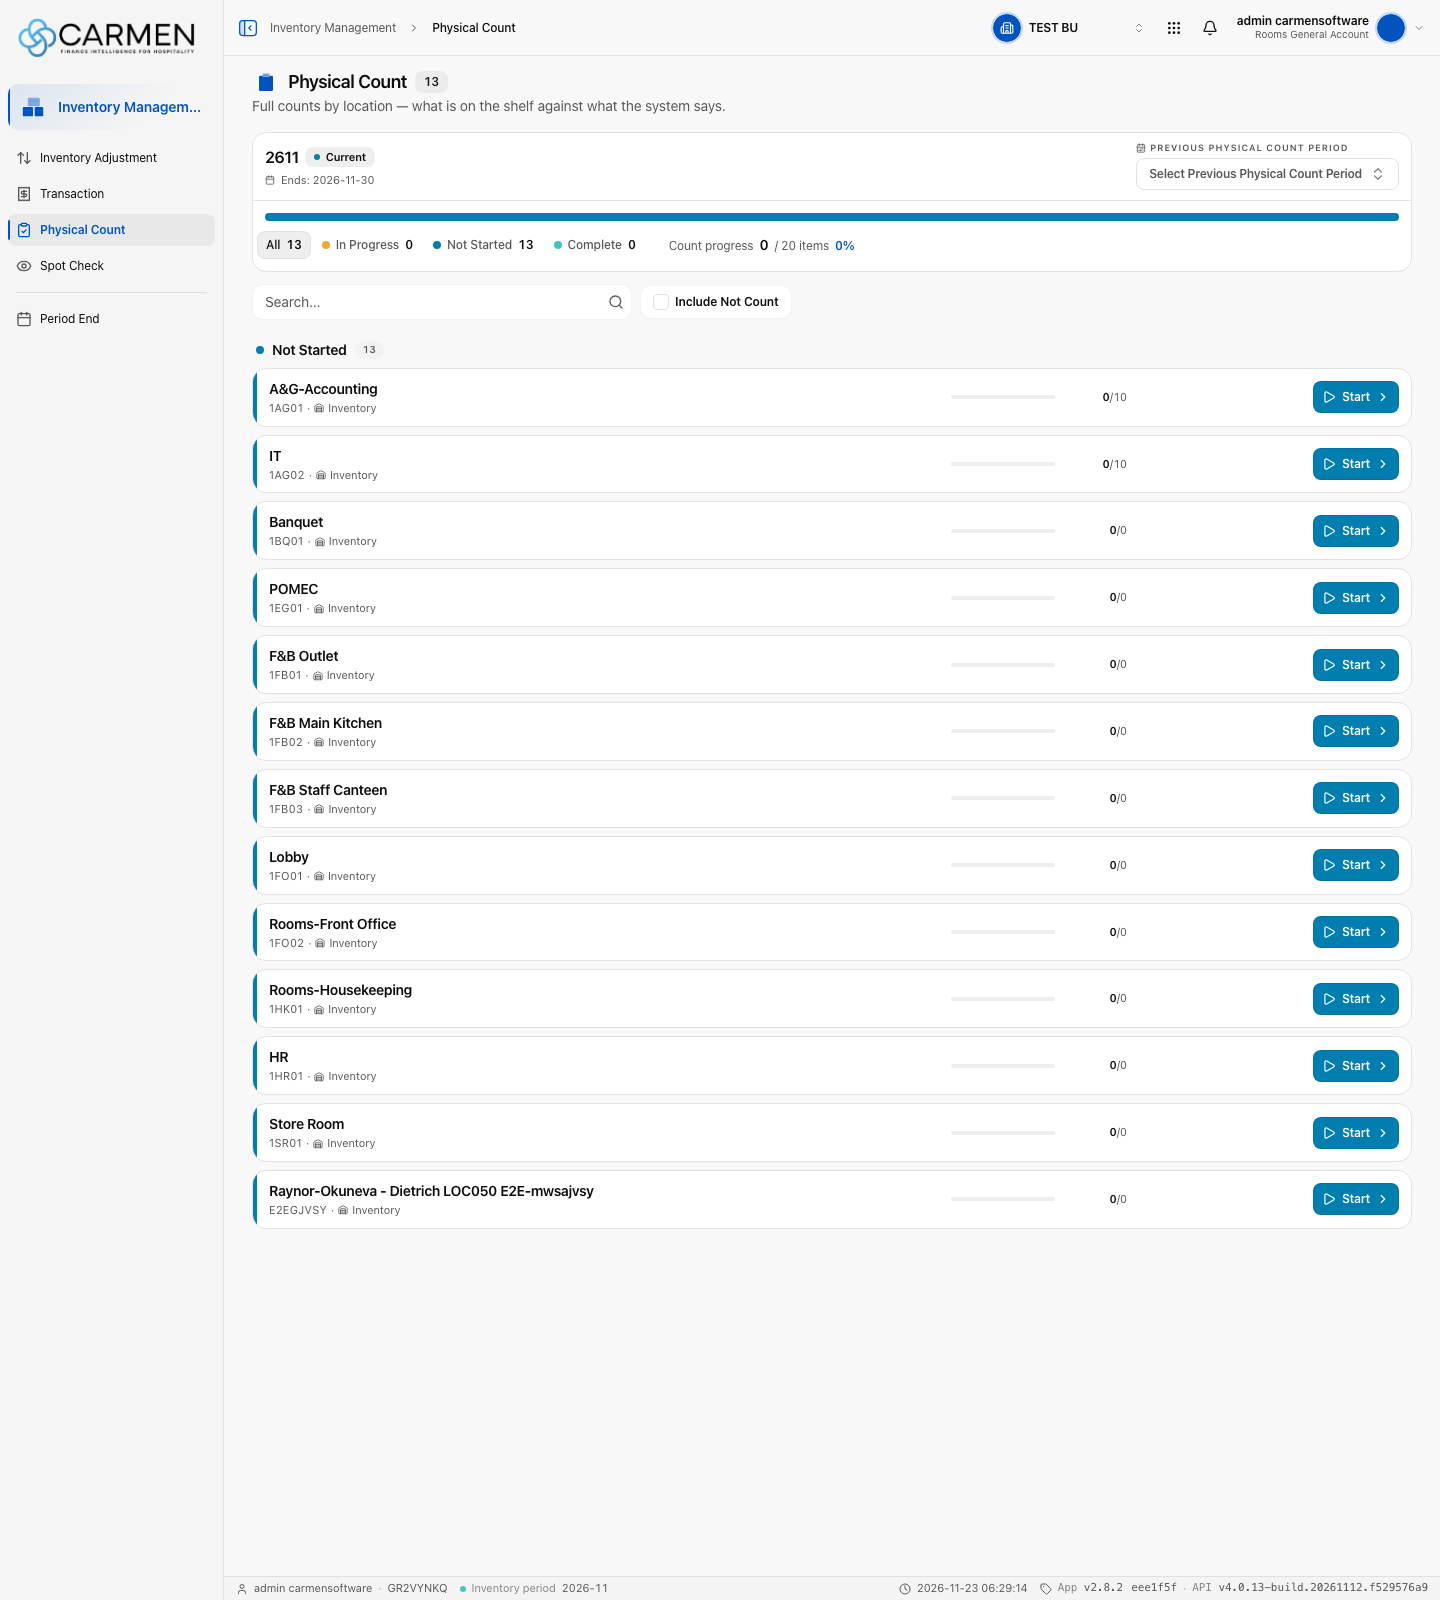 CARMEN
FINANCE INTELLIGENCE FOR HOSPITALITY
Inventory Managem...
Inventory Adjustment
Transaction
Physical Count
Spot Check
Period End
Inventory Management > Physical Count
TEST BU
admin carmensoftware
Rooms General Account
Physical Count 13
Full counts by location — what is on the shelf against what the system says.
2611 Current
Ends: 2026-11-30
PREVIOUS PHYSICAL COUNT PERIOD
Select Previous Physical Count Period
All 13 In Progress 0 Not Started 13 Complete 0 Count progress 0 / 20 items 0%
Search... Include Not Count
Not Started 13
A&G-Accounting
1AG01 · Inventory
0/10 Start
IT
1AG02 · Inventory
0/10 Start
Banquet
1BQ01 · Inventory
0/0 Start
POMEC
1EG01 · Inventory
0/0 Start
F&B Outlet
1FB01 · Inventory
0/0 Start
F&B Main Kitchen
1FB02 · Inventory
0/0 Start
F&B Staff Canteen
1FB03 · Inventory
0/0 Start
Lobby
1FO01 · Inventory
0/0 Start
Rooms-Front Office
1FO02 · Inventory
0/0 Start
Rooms-Housekeeping
1HK01 · Inventory
0/0 Start
HR
1HR01 · Inventory
0/0 Start
Store Room
1SR01 · Inventory
0/0 Start
Raynor-Okuneva - Dietrich LOC050 E2E-mwsajvsy
E2EGJVSY · Inventory
0/0 Start
admin carmensoftware · GR2VYNKQ Inventory period 2026-11
2026-11-23 06:29:14 App v2.8.2 eee1f5f · API v4.0.13-build.20261112.f529576a9